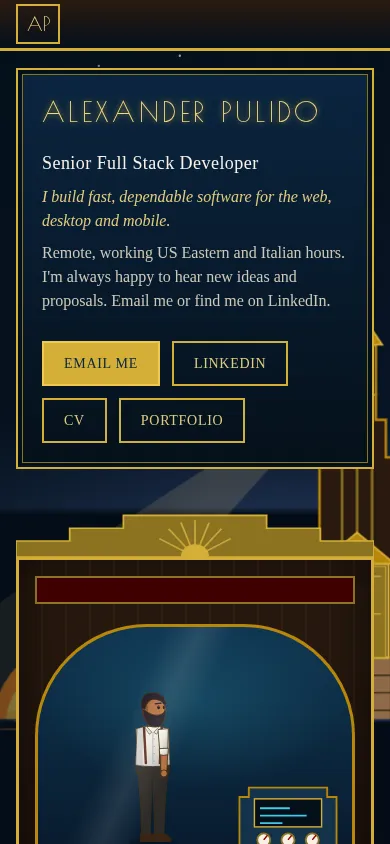 AP
ALEXANDER PULIDO
Senior Full Stack Developer
I build fast, dependable software for the web,
desktop and mobile.
Remote, working US Eastern and Italian hours.
I'm always happy to hear new ideas and
proposals. Email me or find me on LinkedIn.
EMAIL ME
LINKEDIN
CV
PORTFOLIO